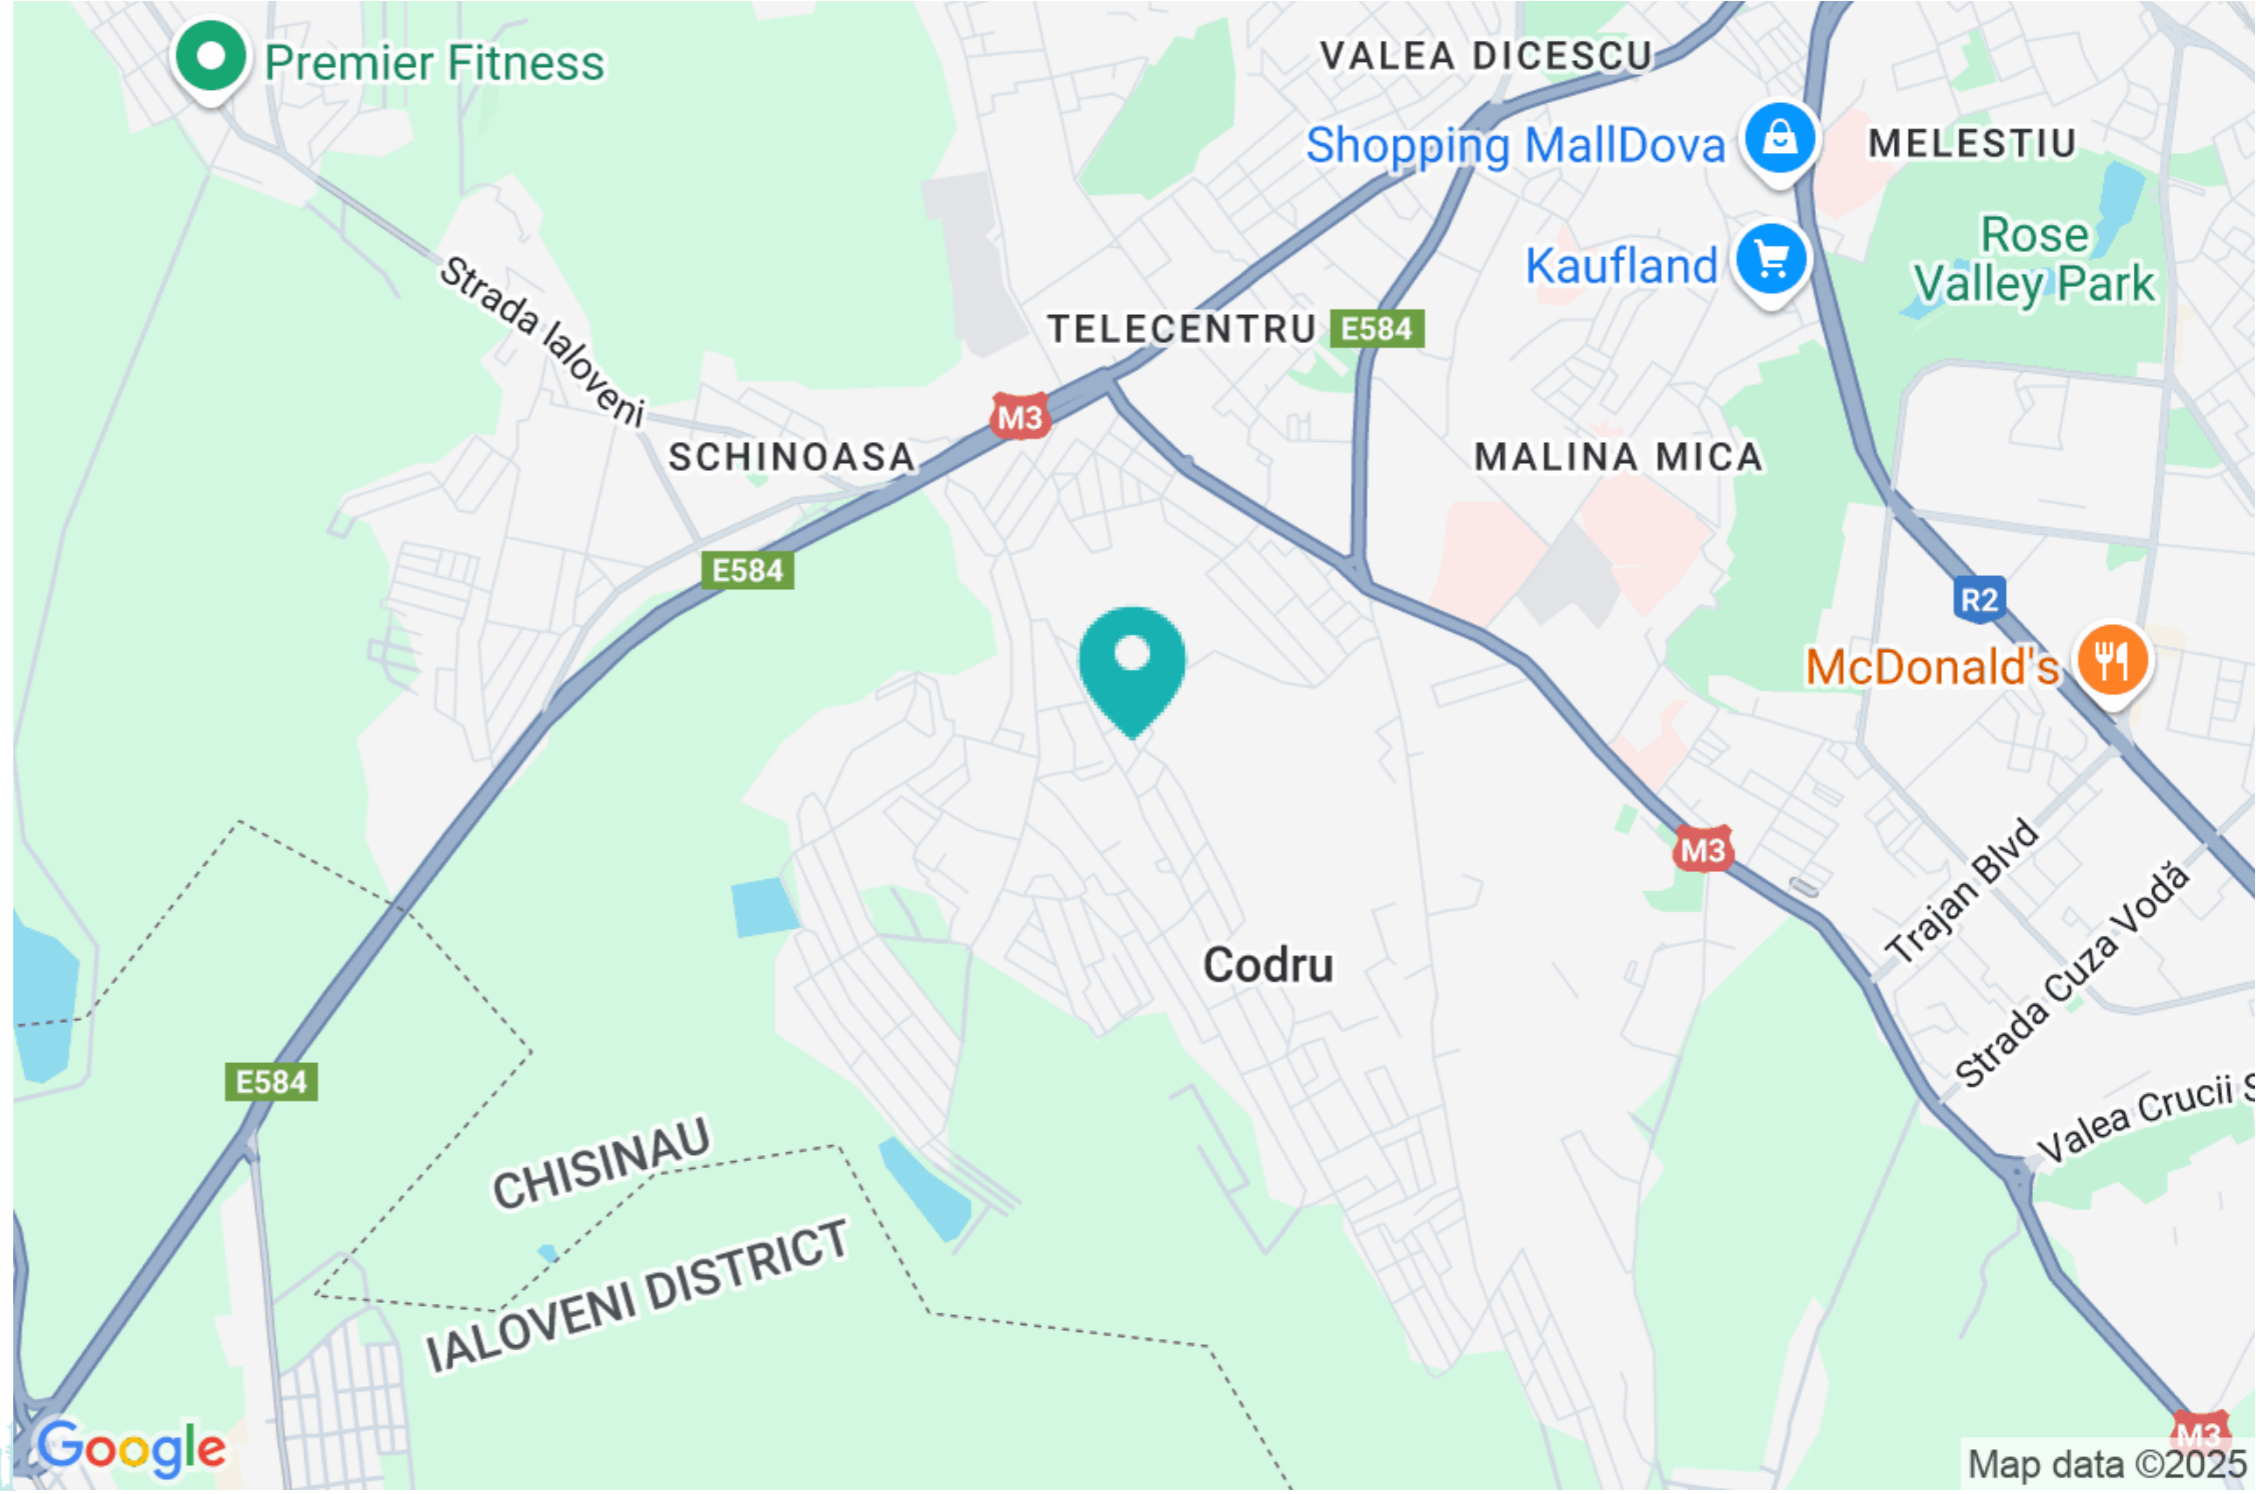 Premier Fitness
VALEA DICESCU
Shopping MallDova
MELESTIU
Rose
Valley Park
Kaufland
Strada Ialoveni
TELECENTRU
E584
M3
SCHINOASA
MALINA MICA
E584
R2
McDonald's
M3
Trajan Blvd
Strada Cuza Vodă
Codru
E584
Valea Crucii S
CHISINAU
IALOVENI DISTRICT
M3
Google
Map data ©2025